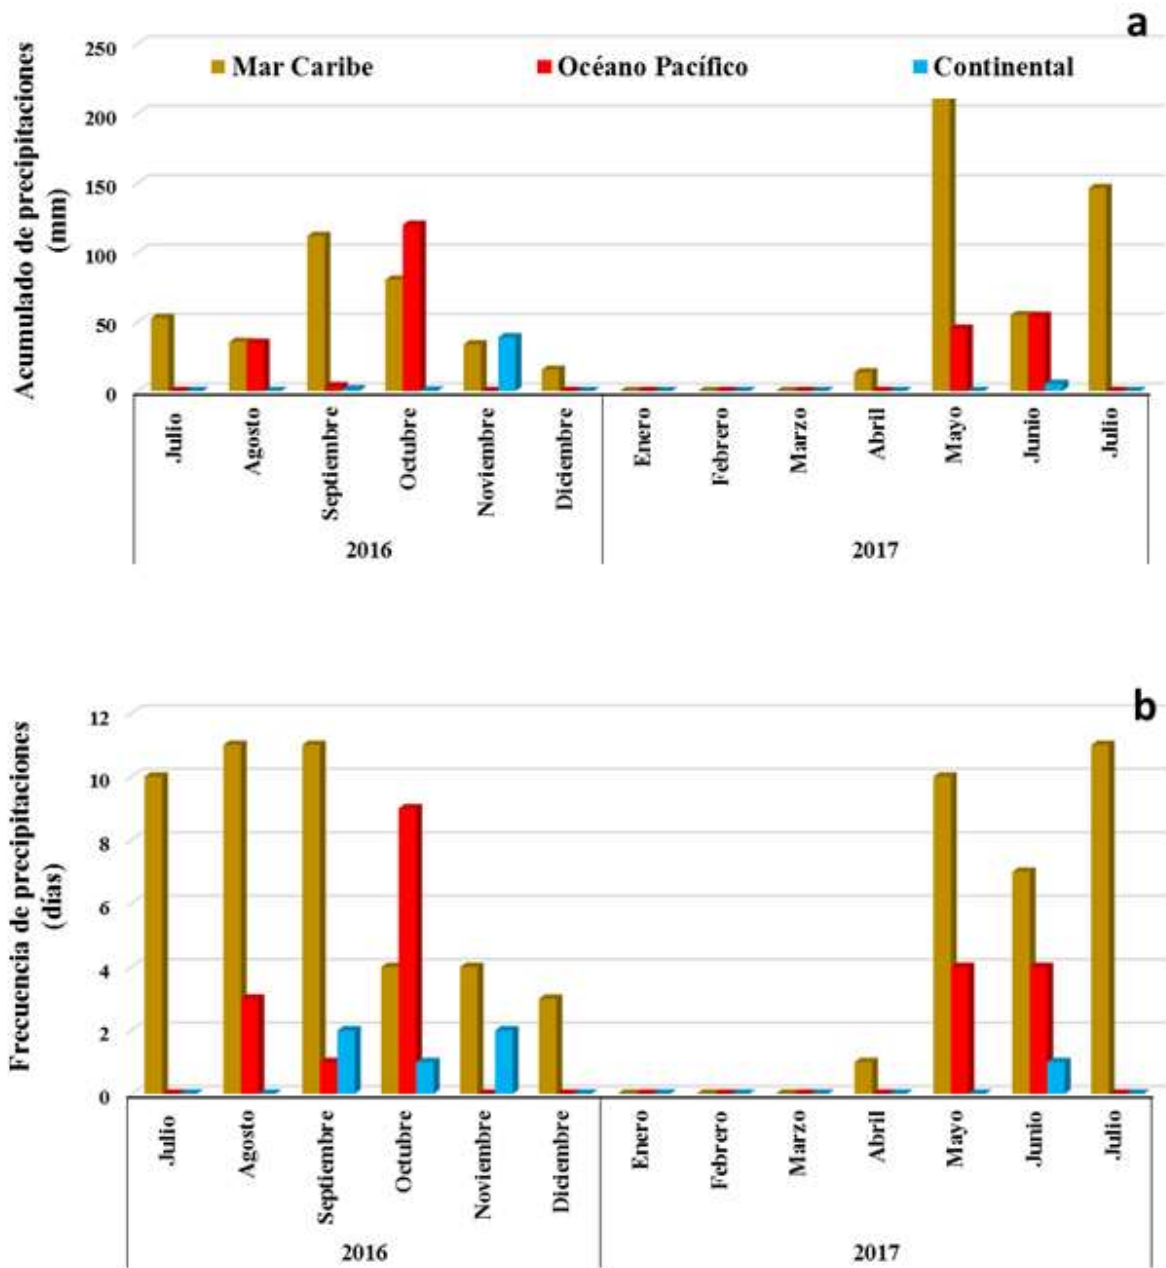 a
Acumulado de precipitaciones
(mm)
250
200
150
100
50
0
Mar Caribe
Océano Pacífico
Continental
Julio
Agosto
Septiembre
Octubre
Noviembre
Diciembre
Enero
Febrero
Marzo
Abril
Mayo
Junio
Julio
2016
2017
b
Frecuencia de precipitaciones
(días)
12
10
8
6
4
2
0
Julio
Agosto
Septiembre
Octubre
Noviembre
Diciembre
Enero
Febrero
Marzo
Abril
Mayo
Junio
Julio
2016
2017